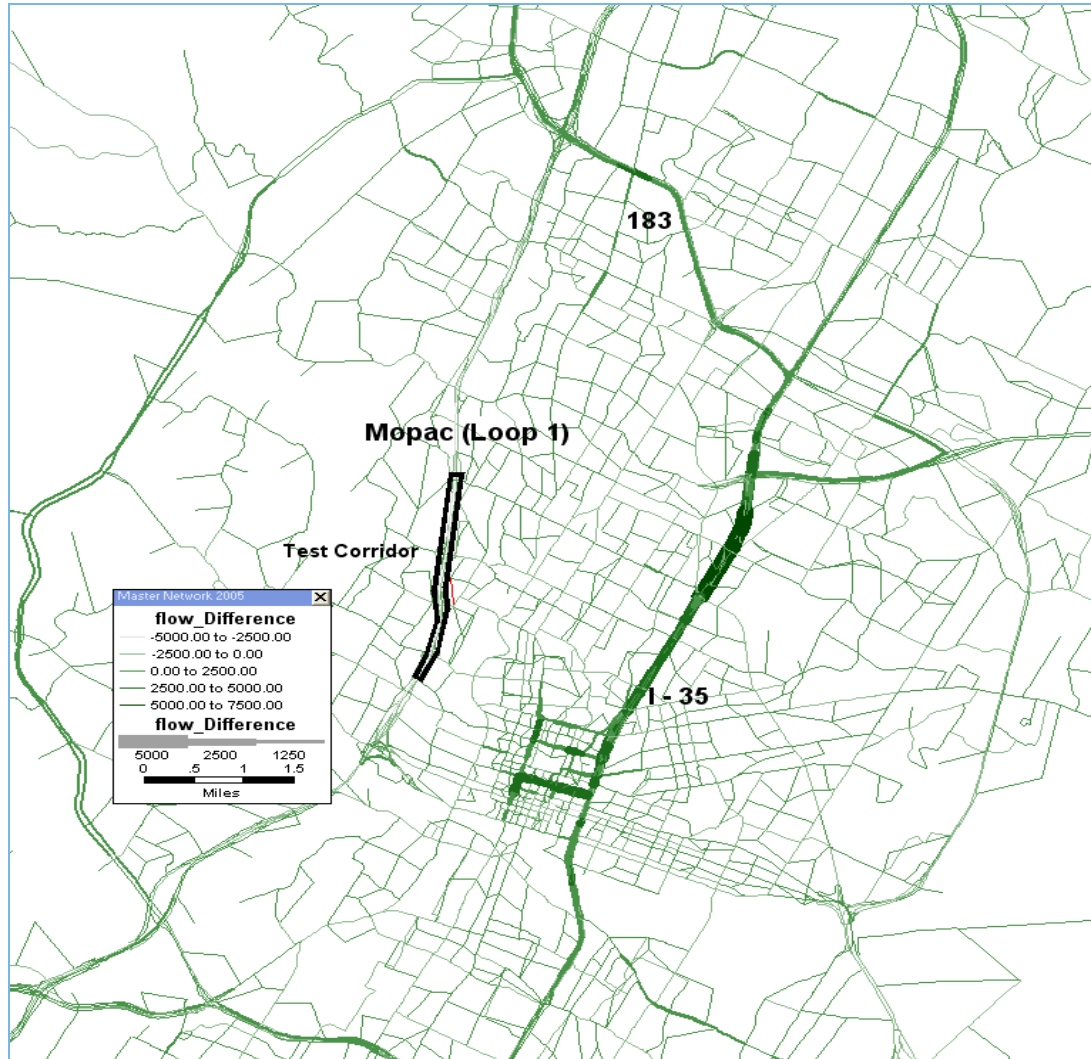 183
Mopac (Loop 1)
Test Corridor
Master Network 2005
flow_Difference
-5000.00 to -2500.00
-2500.00 to 0.00
0.00 to 2500.00
2500.00 to 5000.00
5000.00 to 7500.00
flow_Difference
5000 2500 1250
0 .5 1 1.5
Miles
I - 35